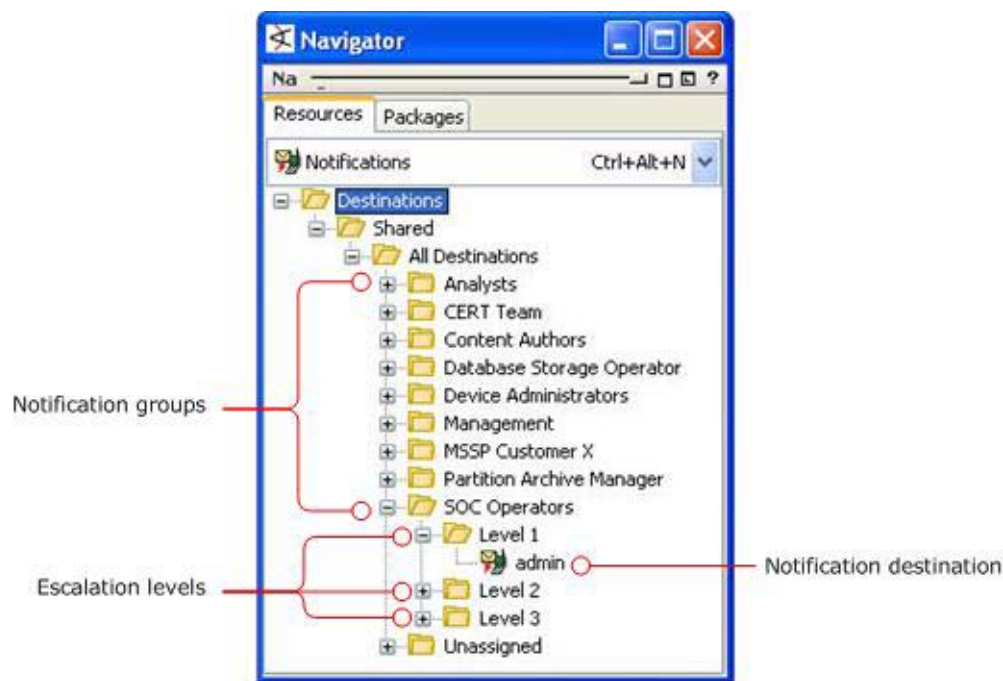 Navigator
Na
?
Resources
Packages
Notifications Ctrl+Alt+N
Destinations
Shared
All Destinations
Analysts
CERT Team
Content Authors
Database Storage Operator
Device Administrators
Notification groups
Management
MSSP Customer X
Partition Archive Manager
SOC Operators
Level 1
admin
Notification destination
Escalation levels
Level 2
Level 3
Unassigned